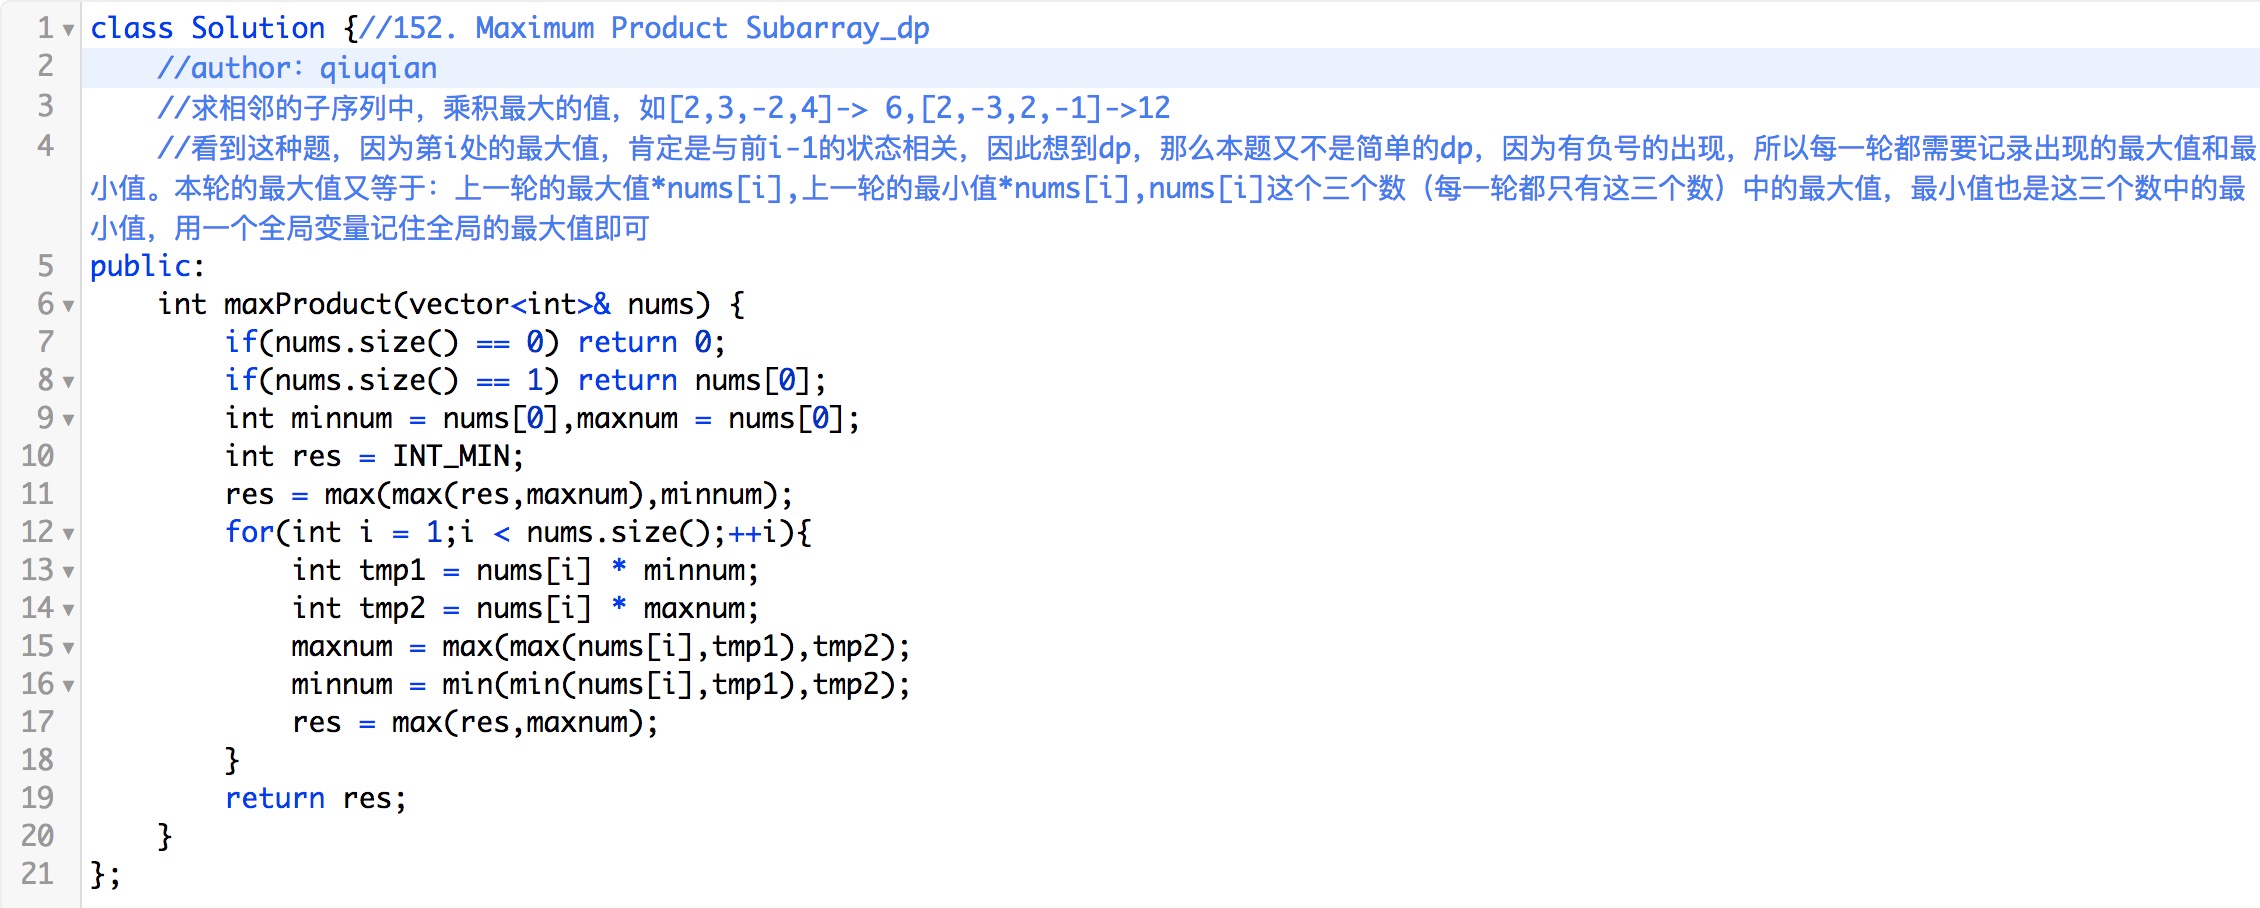 1 class Solution {//152. Maximum Product Subarray_dp
2 //author：qiuqian
3 //求相邻的子序列中，乘积最大的值，如[2,3,-2,4]-> 6,[2,-3,2,-1]->12
4 //看到这种题，因为第i处的最大值，肯定是与前i-1的状态相关，因此想到dp，那么本题又不是简单的dp，因为有负号的出现，所以每一轮都需要记录出现的最大值和最
小值。本轮的最大值又等于：上一轮的最大值*nums[i],上一轮的最小值*nums[i],nums[i]这个三个数（每一轮都只有这三个数）中的最大值，最小值也是这三个数中的最
小值，用一个全局变量记住全局的最大值即可
5 public:
6 int maxProduct(vector<int>& nums) {
7 if(nums.size() == 0) return 0;
8 if(nums.size() == 1) return nums[0];
9 int minnum = nums[0],maxnum = nums[0];
10 int res = INT_MIN;
11 res = max(max(res,maxnum),minnum);
12 for(int i = 1;i < nums.size();++i){
13 int tmp1 = nums[i] * minnum;
14 int tmp2 = nums[i] * maxnum;
15 maxnum = max(max(nums[i],tmp1),tmp2);
16 minnum = min(min(nums[i],tmp1),tmp2);
17 res = max(res,maxnum);
18 }
19 return res;
20 }
21 };